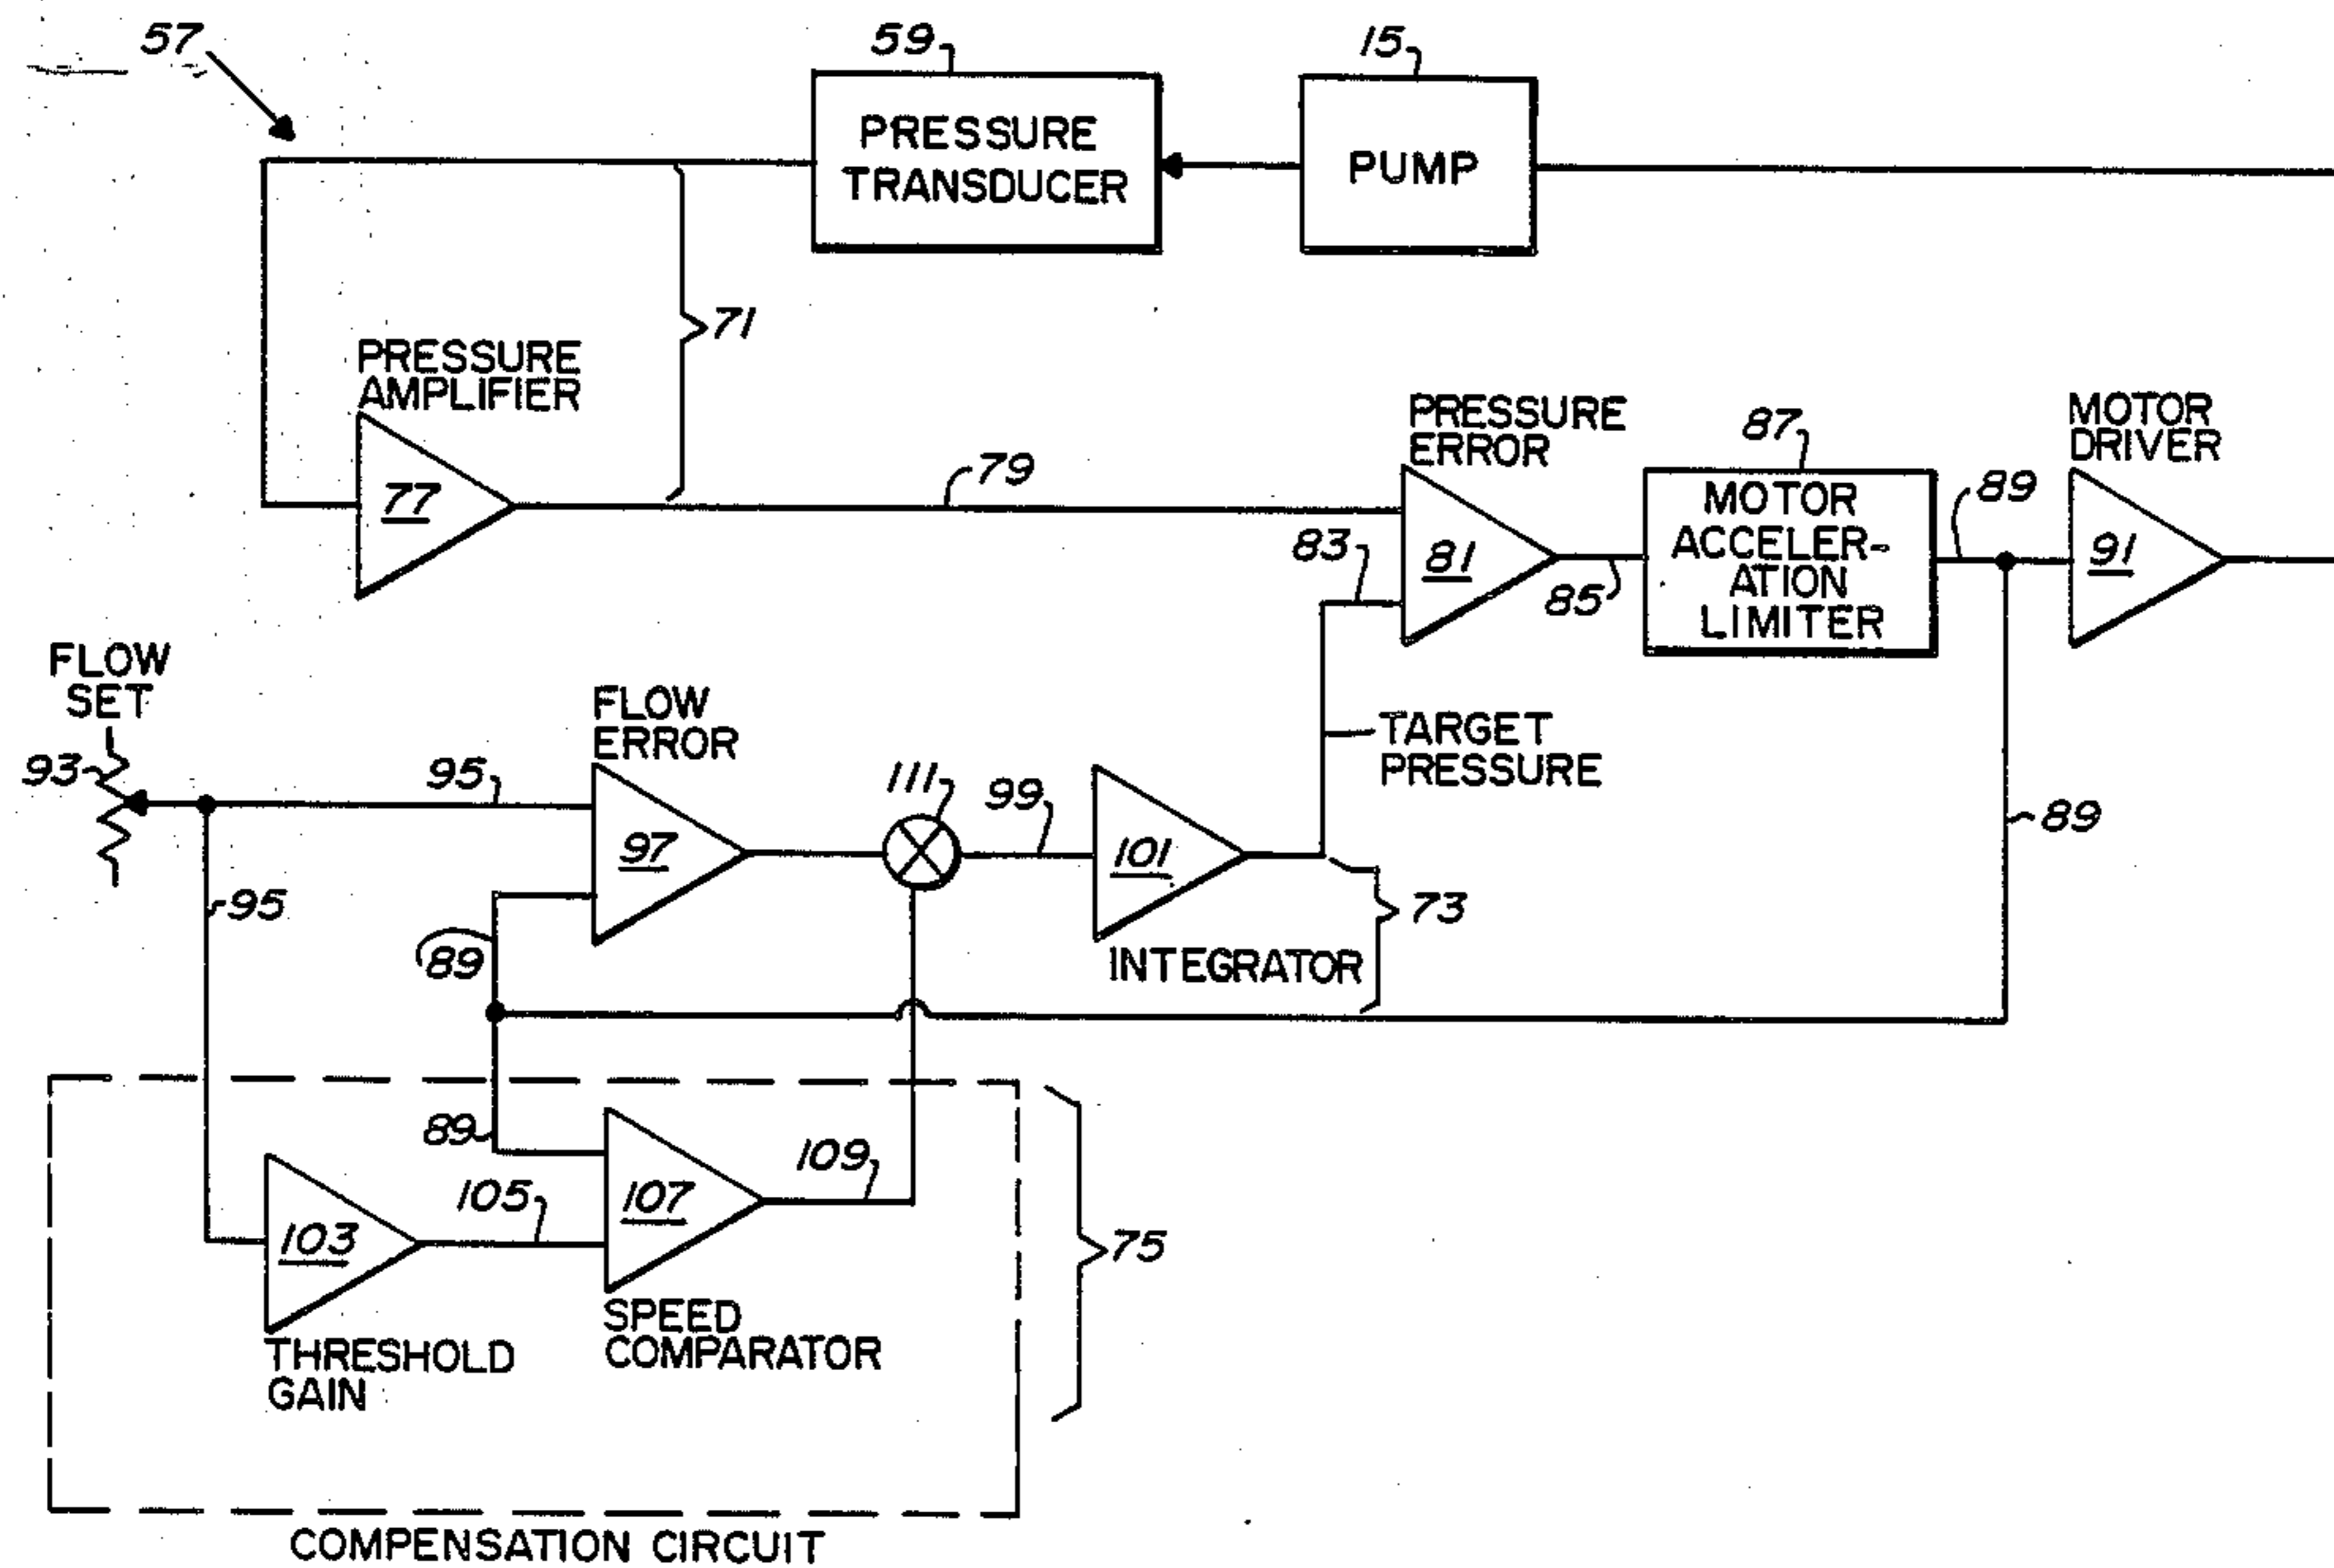 57
59
15
PRESSURE
TRANSDUCER
PUMP
71
PRESSURE
AMPLIFIER
77
79
PRESSURE
ERROR
81
83
85
87
MOTOR
ACCELER-
ATION
LIMITER
89
MOTOR
DRIVER
91
FLOW
SET
93
95
95
FLOW
ERROR
97
111
99
101
INTEGRATOR
TARGET
PRESSURE
73
89
89
89
103
THRESHOLD
GAIN
105
107
SPEED
COMPARATOR
109
75
COMPENSATION CIRCUIT